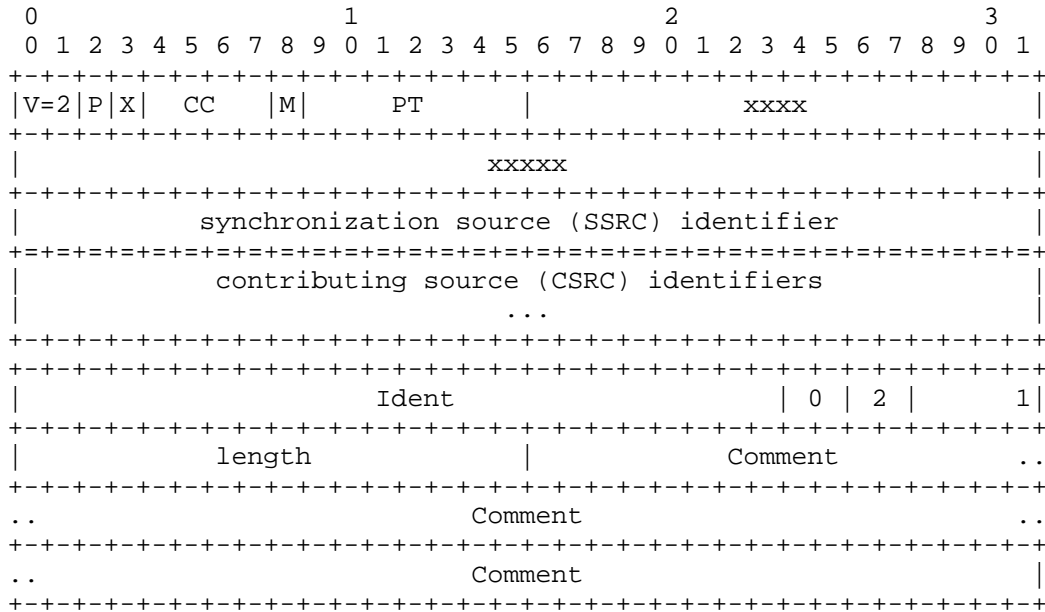 0                   1                   2                   3
 0 1 2 3 4 5 6 7 8 9 0 1 2 3 4 5 6 7 8 9 0 1 2 3 4 5 6 7 8 9 0 1
+-+-+-+-+-+-+-+-+-+-+-+-+-+-+-+-+-+-+-+-+-+-+-+-+-+-+-+-+-+-+-+-+
|V=2|P|X|  CC   |M|     PT      |             xxxx              |
+-+-+-+-+-+-+-+-+-+-+-+-+-+-+-+-+-+-+-+-+-+-+-+-+-+-+-+-+-+-+-+-+
|                             xxxxx                             |
+-+-+-+-+-+-+-+-+-+-+-+-+-+-+-+-+-+-+-+-+-+-+-+-+-+-+-+-+-+-+-+-+
|           synchronization source (SSRC) identifier            |
+=+=+=+=+=+=+=+=+=+=+=+=+=+=+=+=+=+=+=+=+=+=+=+=+=+=+=+=+=+=+=+=+
|            contributing source (CSRC) identifiers             |
|                              ...                              |
+-+-+-+-+-+-+-+-+-+-+-+-+-+-+-+-+-+-+-+-+-+-+-+-+-+-+-+-+-+-+-+-+
+-+-+-+-+-+-+-+-+-+-+-+-+-+-+-+-+-+-+-+-+-+-+-+-+-+-+-+-+-+-+-+-+
|                      Ident                    | 0 | 2 |      1|
+-+-+-+-+-+-+-+-+-+-+-+-+-+-+-+-+-+-+-+-+-+-+-+-+-+-+-+-+-+-+-+-+
|            length             |            Comment           ..
+-+-+-+-+-+-+-+-+-+-+-+-+-+-+-+-+-+-+-+-+-+-+-+-+-+-+-+-+-+-+-+-+
..                           Comment                           ..
+-+-+-+-+-+-+-+-+-+-+-+-+-+-+-+-+-+-+-+-+-+-+-+-+-+-+-+-+-+-+-+-+
..                           Comment                            |
+-+-+-+-+-+-+-+-+-+-+-+-+-+-+-+-+-+-+-+-+-+-+-+-+-+-+-+-+-+-+-+-+